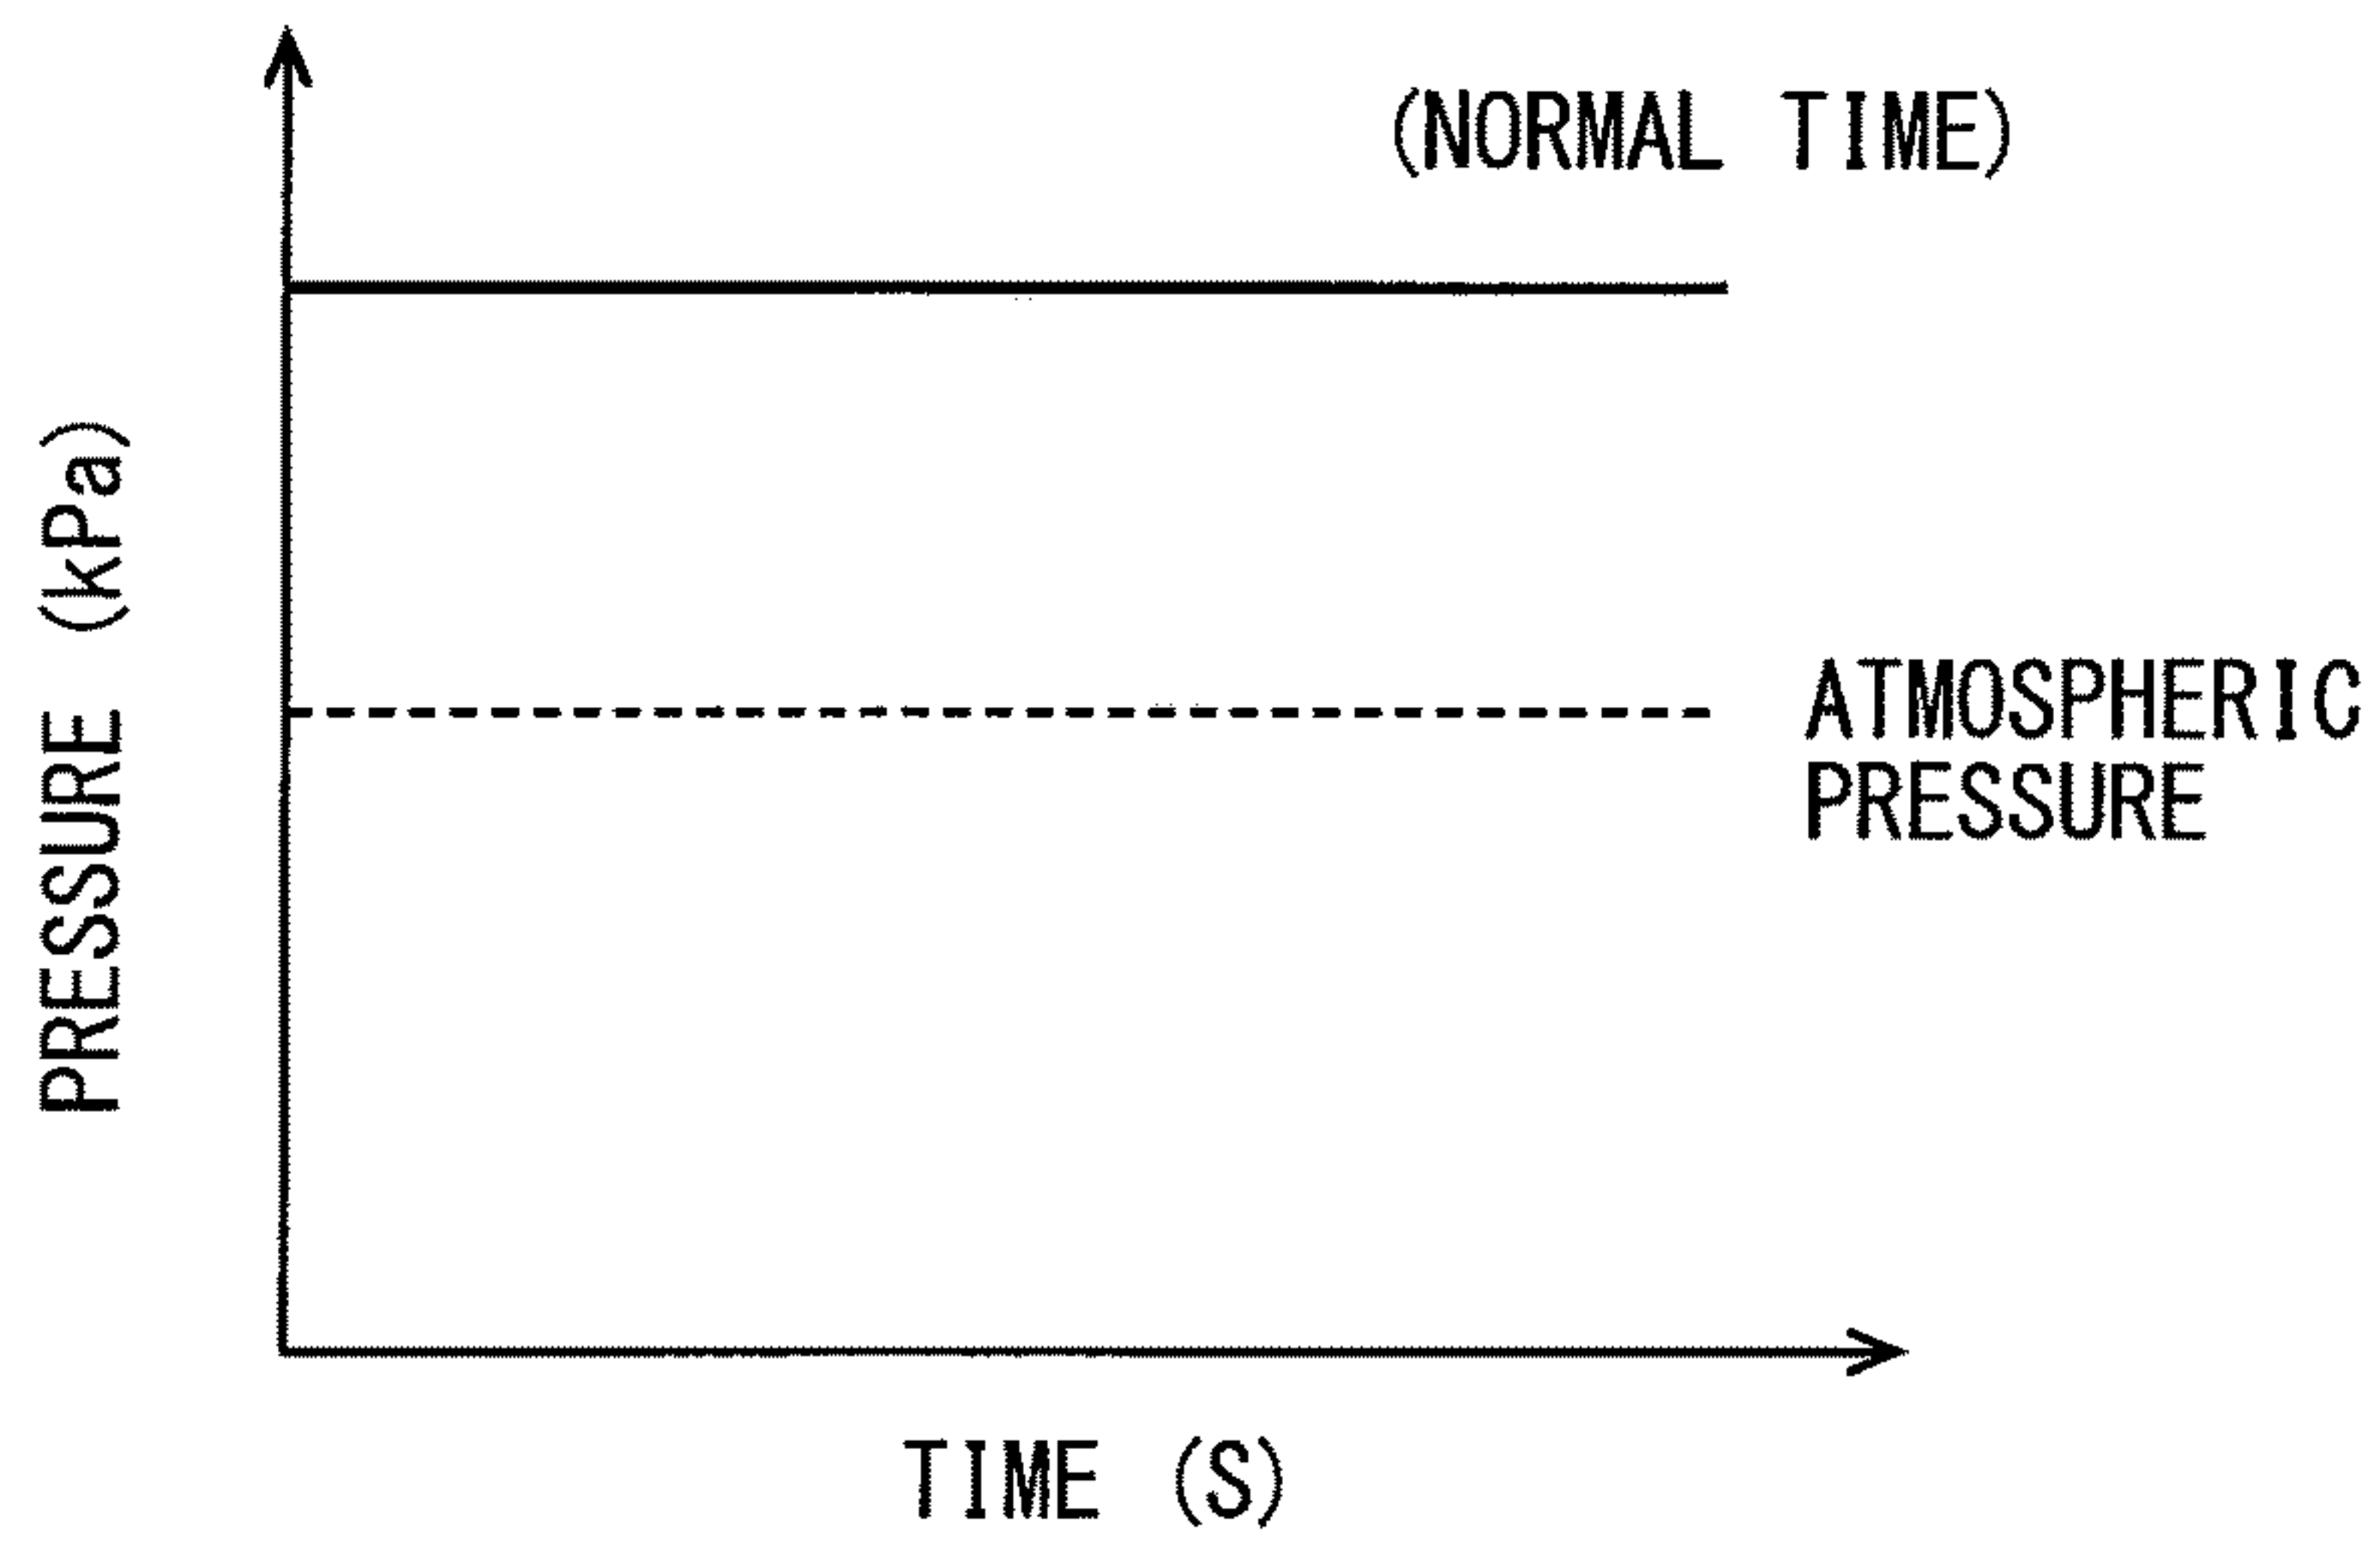 (NORMAL TIME)
PRESSURE (kPa)
ATMOSPHERIC
PRESSURE
TIME (S)